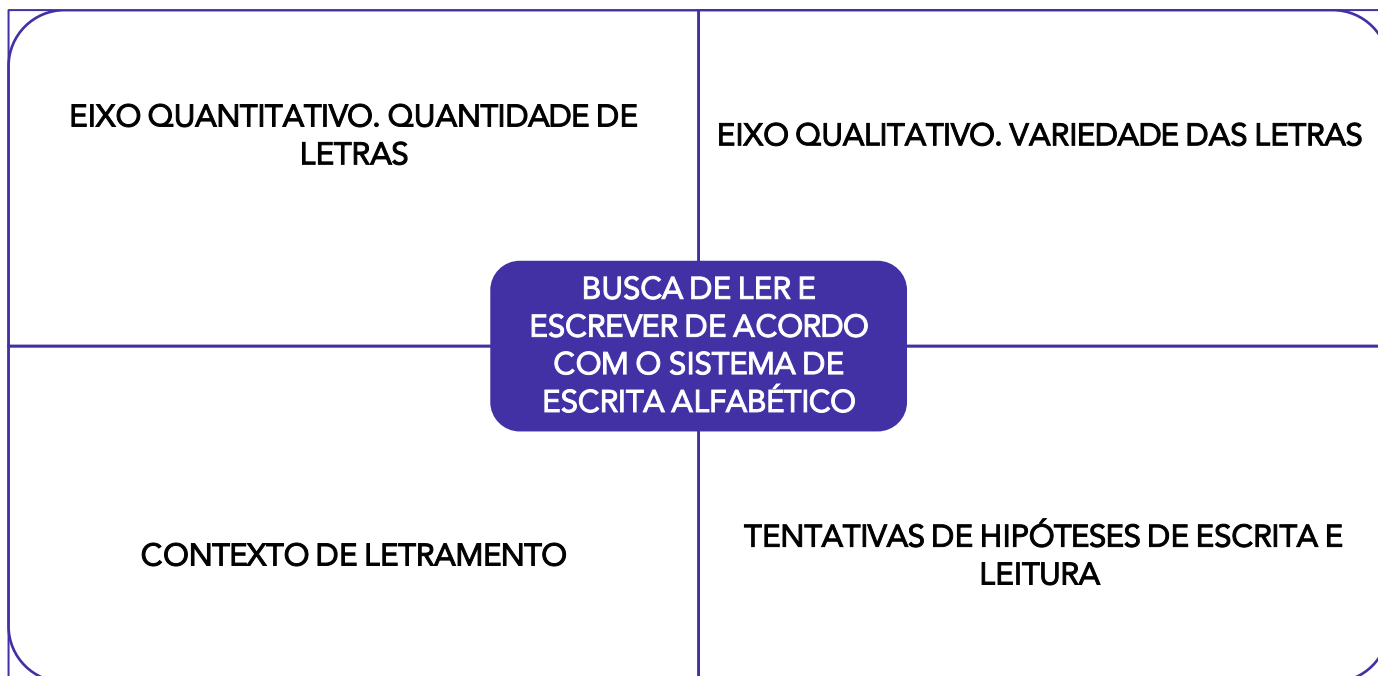 EIXO QUANTITATIVO. QUANTIDADE DE
LETRAS
EIXO QUALITATIVO. VARIEDADE DAS LETRAS
BUSCA DE LER E
ESCREVER DE ACORDO
COM O SISTEMA DE
ESCRITA ALFABÉTICO
CONTEXTO DE LETRAMENTO
TENTATIVAS DE HIPÓTESES DE ESCRITA E
LEITURA